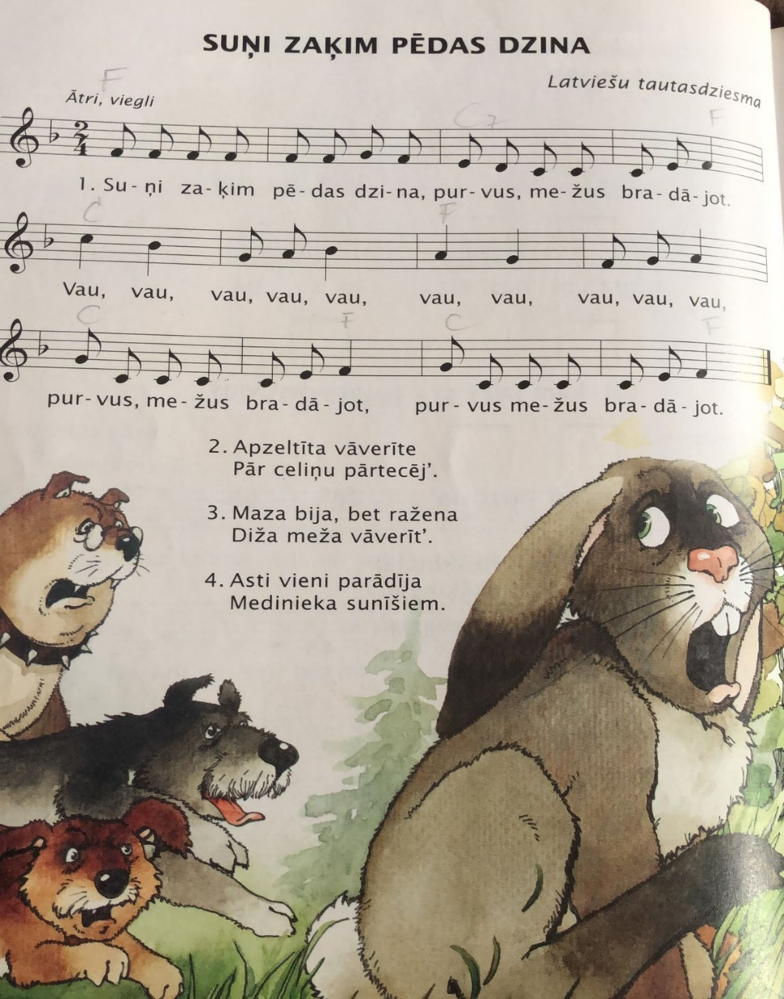 SUŅI ZAĶIM PĒDAS DZINA
Latviešu tautasdziesma
F
Ātri, viegli
C7 F
2
4
1. Su - ņi za - ķim pē - das dzi - na, pur - vus, me - žus bra - dā - jot.
C F
Vau, vau, vau, vau, vau, vau, vau, vau, vau, vau,
C F C F
pur - vus, me - žus bra - dā - jot, pur - vus me - žus bra - dā - jot.
2. Apzeltīta vāverīte
Pār celiņu pārtecēj’.
3. Maza bija, bet ražena
Diža meža vāverīt’.
4. Asti vieni parādīja
Medinieka sunīšiem.